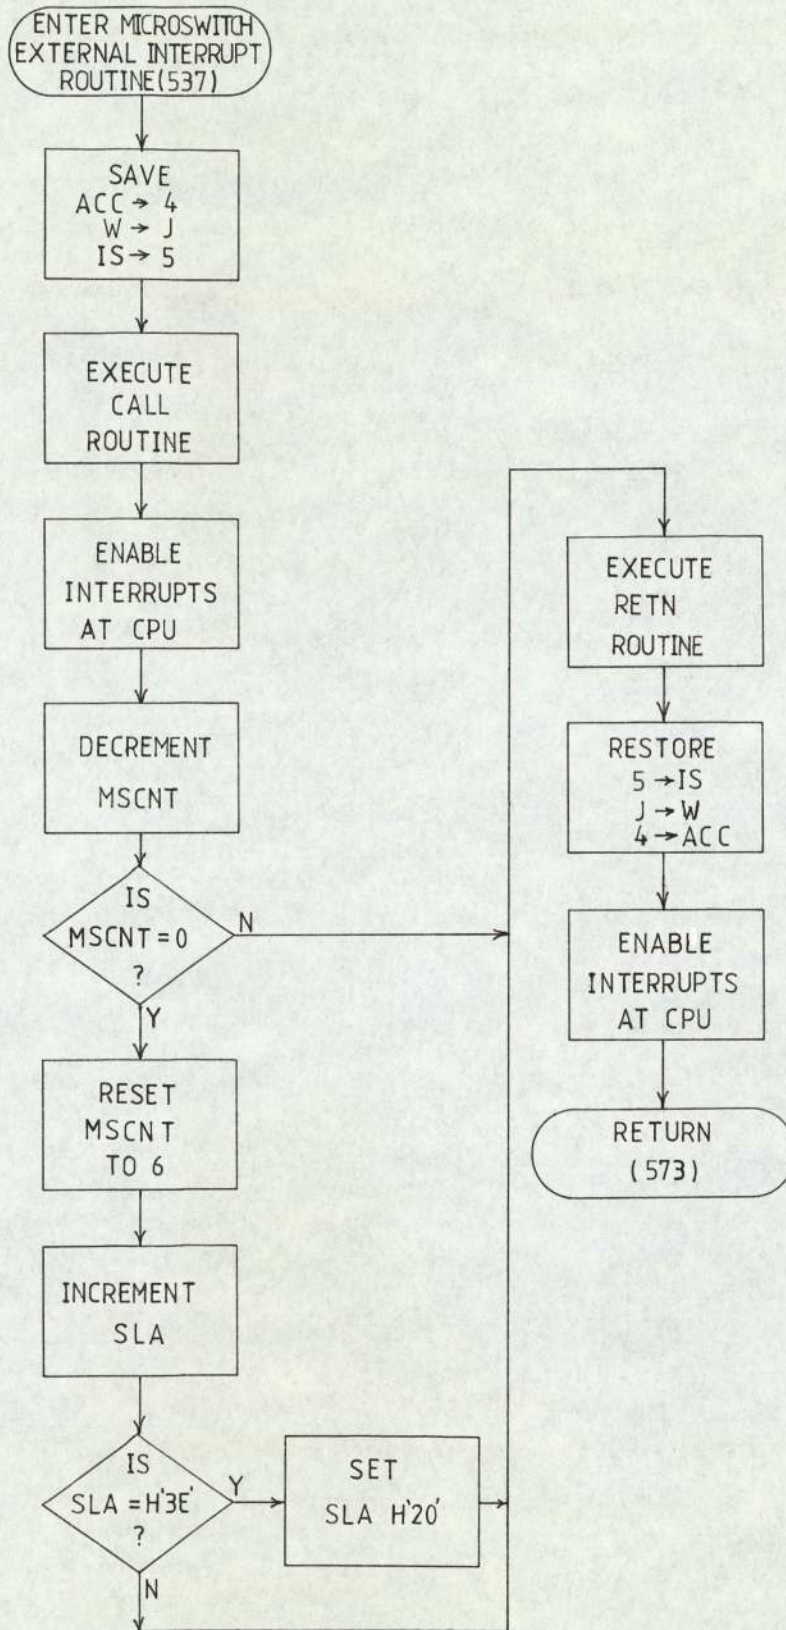 ENTER MICROSWITCH
EXTERNAL INTERRUPT
ROUTINE(537)
SAVE
ACC → 4
W → J
IS → 5
EXECUTE
CALL
ROUTINE
ENABLE
INTERRUPTS
AT CPU
DECREMENT
MSCNT
IS
MSCNT = 0
?
N
Y
RESET
MSCNT
TO 6
INCREMENT
SLA
IS
SLA = H'3E'
?
Y
N
SET
SLA H'20'
EXECUTE
RETN
ROUTINE
RESTORE
5 → IS
J → W
4 → ACC
ENABLE
INTERRUPTS
AT CPU
RETURN
(573)